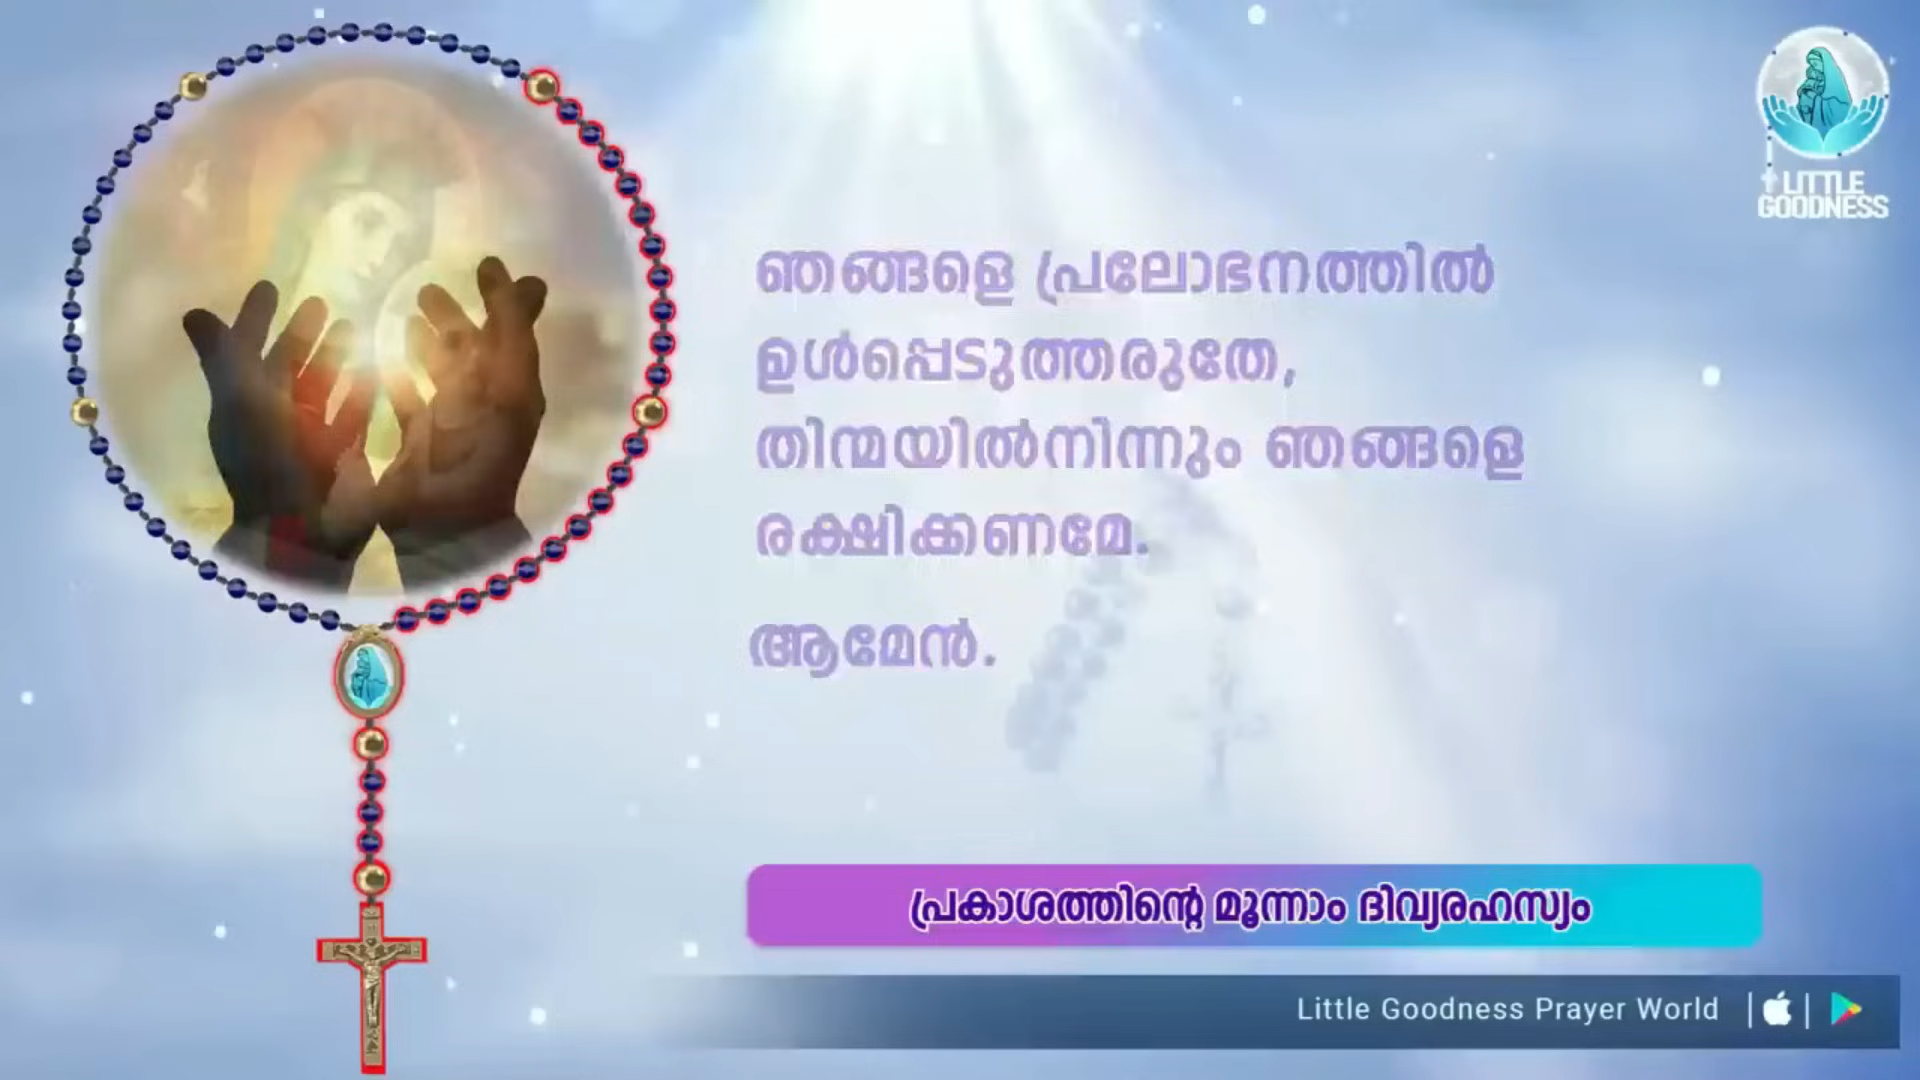 LITTLE
GOODNESS
ഞങ്ങളെ പ്രലോഭനത്തിൽ
ഉൾപ്പെടുത്തരുതേ,
തിന്മയിൽനിന്നും ഞങ്ങളെ
രക്ഷിക്കണമേ.
ആമേൻ.
പ്രകാശത്തിന്റെ മൂന്നാം ദിവ്യരഹസ്യം
Little Goodness Prayer World